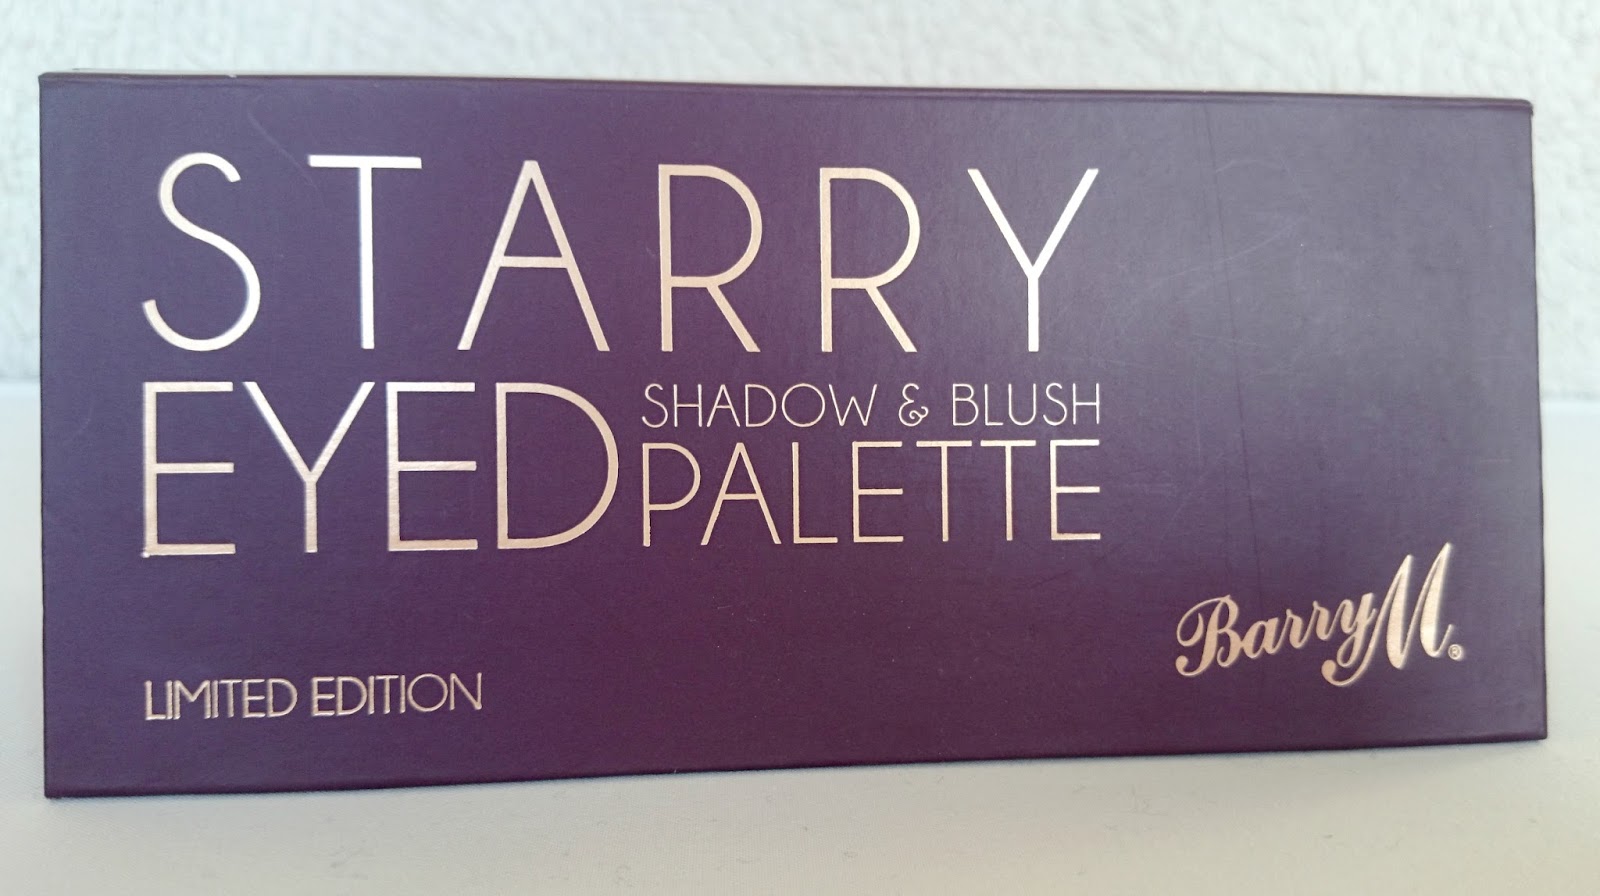 STARRY
EYED SHADOW & BLUSH
PALETTE
LIMITED EDITION
Barry M®